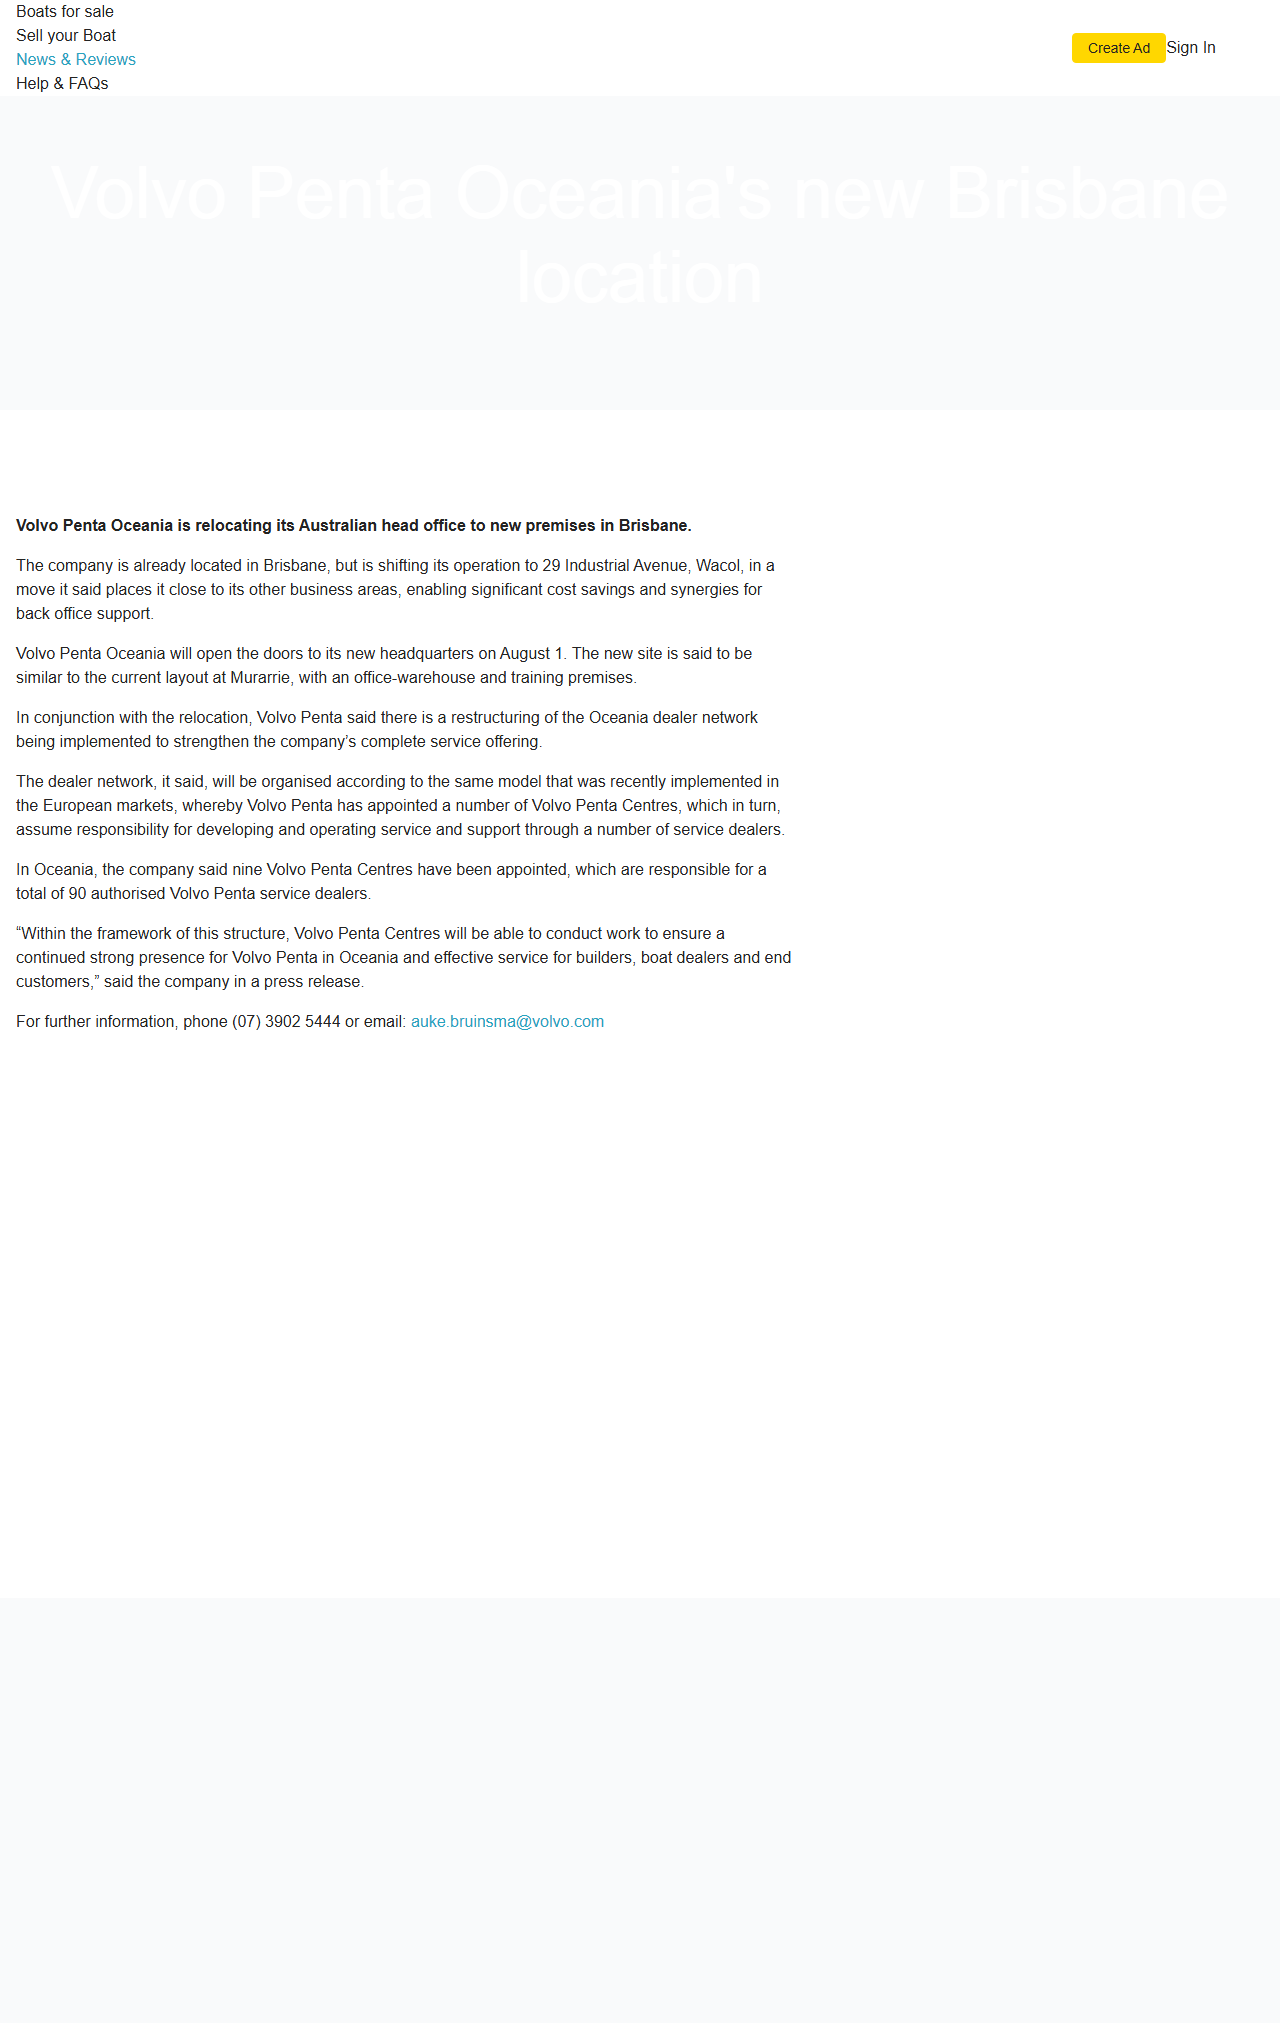 Boats for sale
Sell your Boat
News & Reviews
Help & FAQs
Create Ad
Sign In
Volvo Penta Oceania's new Brisbane
location
Volvo Penta Oceania is relocating its Australian head office to new premises in Brisbane.
The company is already located in Brisbane, but is shifting its operation to 29 Industrial Avenue, Wacol, in a
move it said places it close to its other business areas, enabling significant cost savings and synergies for
back office support.
Volvo Penta Oceania will open the doors to its new headquarters on August 1. The new site is said to be
similar to the current layout at Murarrie, with an office-warehouse and training premises.
In conjunction with the relocation, Volvo Penta said there is a restructuring of the Oceania dealer network
being implemented to strengthen the company’s complete service offering.
The dealer network, it said, will be organised according to the same model that was recently implemented in
the European markets, whereby Volvo Penta has appointed a number of Volvo Penta Centres, which in turn,
assume responsibility for developing and operating service and support through a number of service dealers.
In Oceania, the company said nine Volvo Penta Centres have been appointed, which are responsible for a
total of 90 authorised Volvo Penta service dealers.
“Within the framework of this structure, Volvo Penta Centres will be able to conduct work to ensure a
continued strong presence for Volvo Penta in Oceania and effective service for builders, boat dealers and end
customers,” said the company in a press release.
For further information, phone (07) 3902 5444 or email: auke.bruinsma@volvo.com